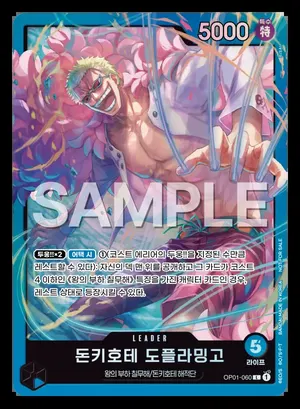 5000
특수
特
SAMPLE
두웅!!×2 어택 시 ①(코스트 에리어의 두웅!!을 지정된 수만큼
레스트할 수 있다): 자신의 덱 맨 위를 공개하고 그 카드가 코스트
4 이하인 《왕의 부하 칠무해》 특징을 가진 캐릭터 카드인 경우,
레스트 상태로 등장시킬 수 있다.
LEADER
돈키호테 도플라밍고
5
라이프
왕의 부하 칠무해/돈키호테 해적단
OP01-060 L